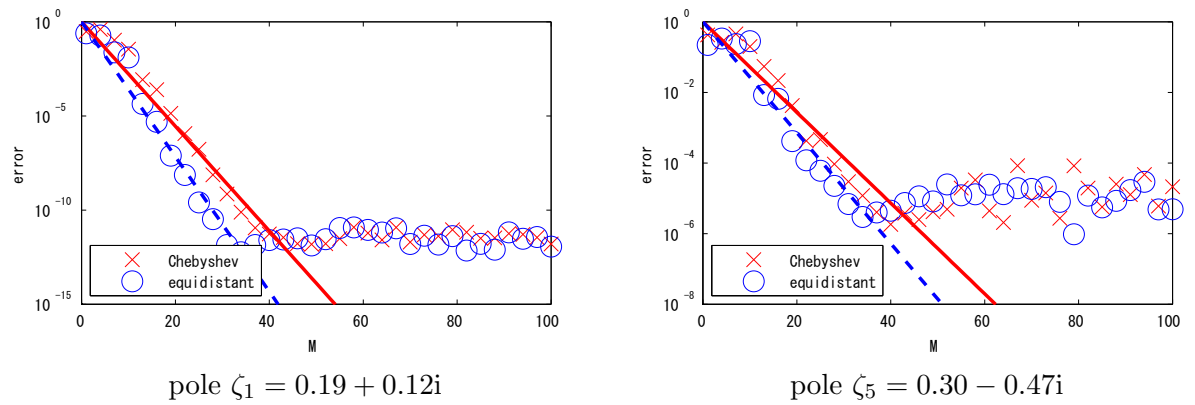 10^0
10^-5
10^-10
10^-15
error
0 20 40 60 80 100
M
Chebyshev
equidistant
pole ζ₁ = 0.19 + 0.12i
10^0
10^-2
10^-4
10^-6
10^-8
error
0 20 40 60 80 100
M
Chebyshev
equidistant
pole ζ₅ = 0.30 − 0.47i